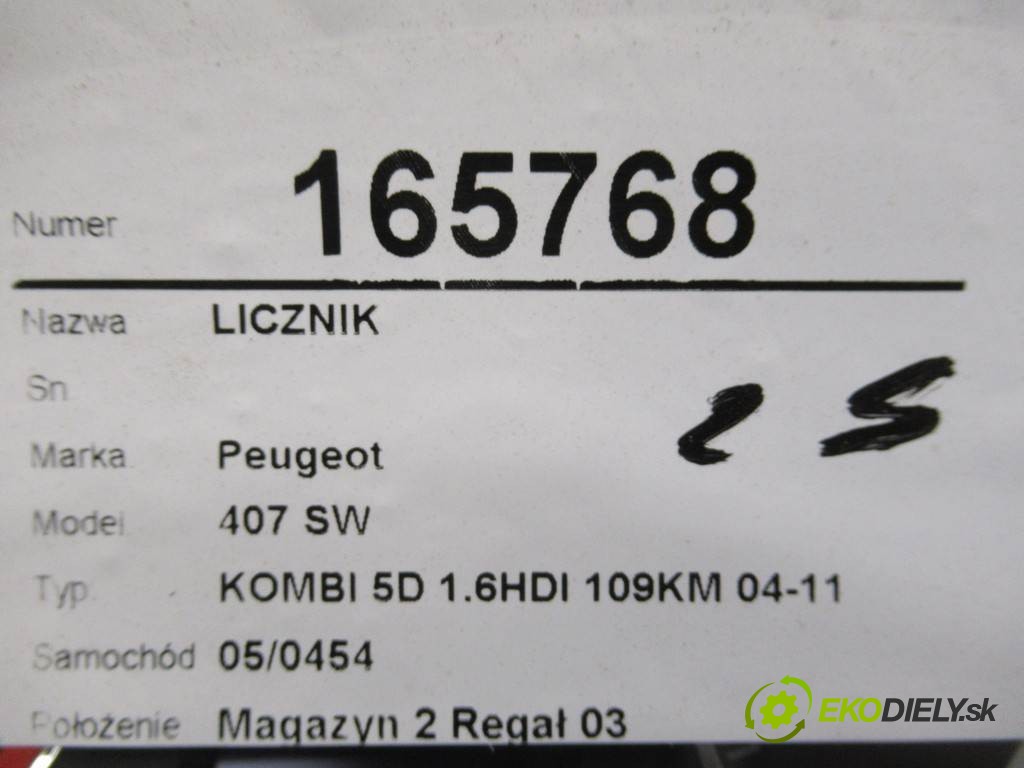 Numer 165768
Nazwa LICZNIK
Sn
Marka Peugeot
Model 407 SW
Typ KOMBI 5D 1.6HDI 109KM 04-11
Samochód 05/0454
Położenie Magazyn 2 Regał 03
EKODIELY.sk